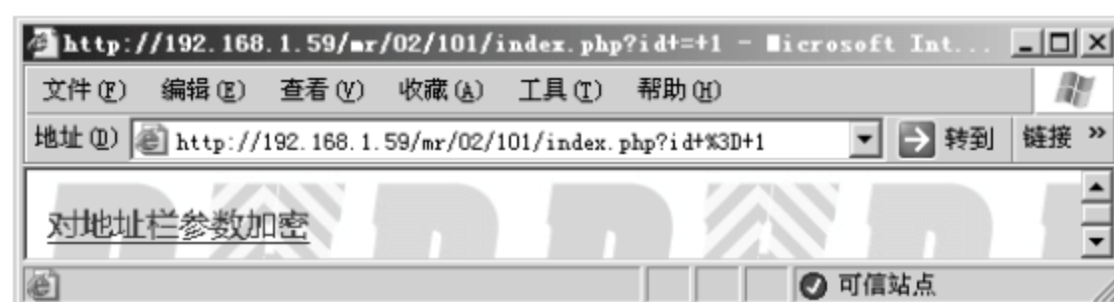 http://192.168.1.59/mr/02/101/index.php?id+=+1 - Microsoft Int...
文件(F) 编辑(E) 查看(V) 收藏(A) 工具(T) 帮助(H)
地址(D) http://192.168.1.59/mr/02/101/index.php?id+%3D+1 转到 链接 »
对地址栏参数加密
可信站点